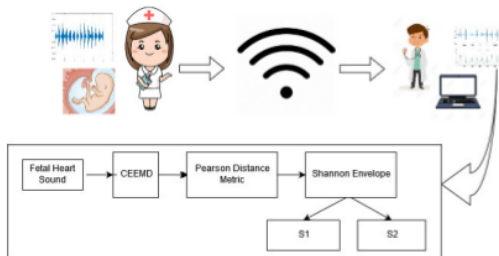 Fetal Heart
Sound
CEEMD
Pearson Distance
Metric
Shannon Envelope
S1
S2